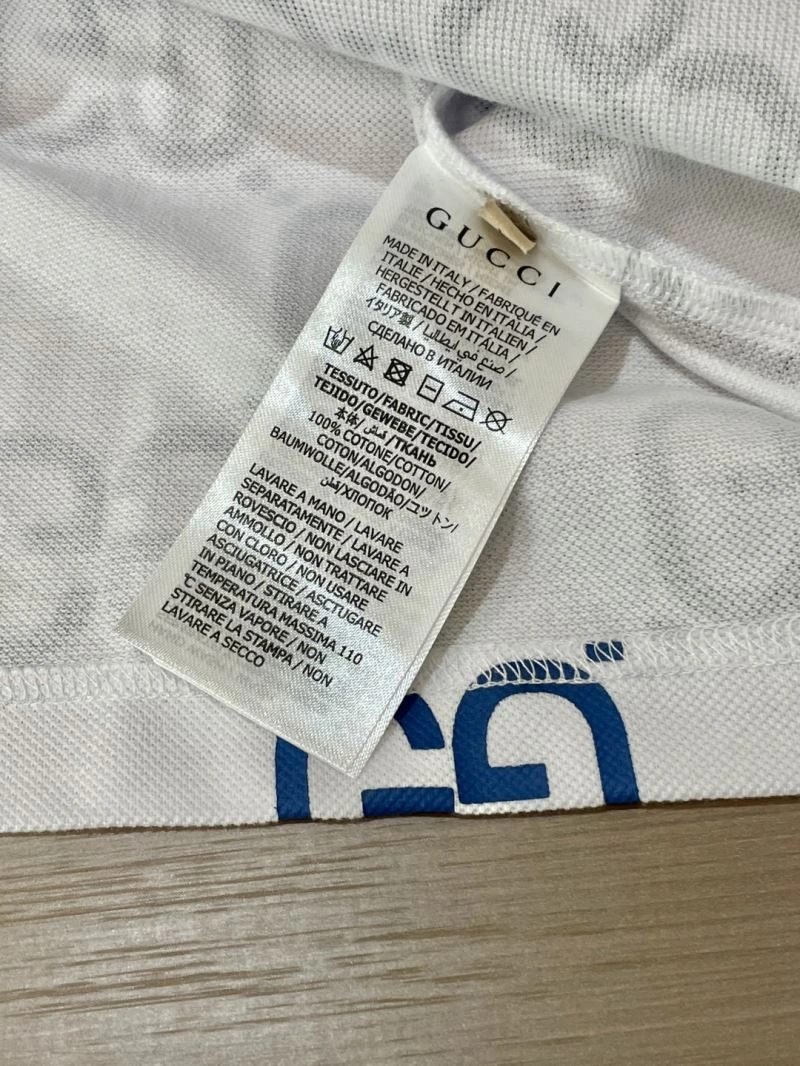 GUCCI
MADE IN ITALY / FABRIQUÉ EN
ITALIE / HECHO EN ITALIA /
HERGESTELLT IN ITALIEN /
FABRICADO EM ITÁLIA /
イタリア製 / صنع في ايطاليا /
СДЕЛАНО В ИТАЛИИ
TESSUTO/FABRIC/TISSU/
TEJIDO/GEWEBE/TECIDO/
本体/قماش/ТКАНЬ
100% COTONE/COTTON/
COTON/ALGODON/
BAUMWOLLE/ALGODÃO/コットン/
قطن/ХЛОПОК
LAVARE A MANO / LAVARE
SEPARATAMENTE / LAVARE A
ROVESCIO / NON LASCIARE IN
AMMOLLO / NON TRATTARE
CON CLORO / NON USARE
ASCIUGATRICE / ASCTUGARE
IN PIANO / STIRARE A
TEMPERATURA MASSIMA 110
°C SENZA VAPORE / NON
STIRARE LA STAMPA / NON
LAVARE A SECCO